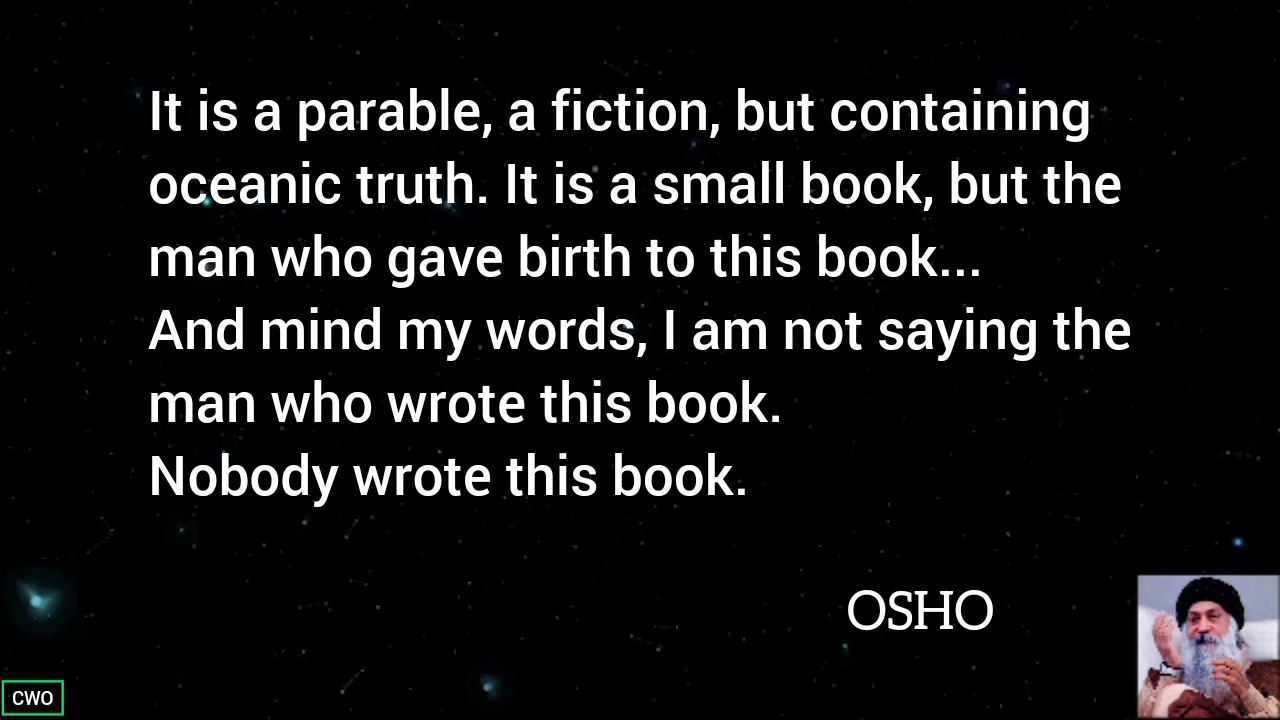 It is a parable, a fiction, but containing
oceanic truth. It is a small book, but the
man who gave birth to this book...
And mind my words, I am not saying the
man who wrote this book.
Nobody wrote this book.
OSHO
CWO